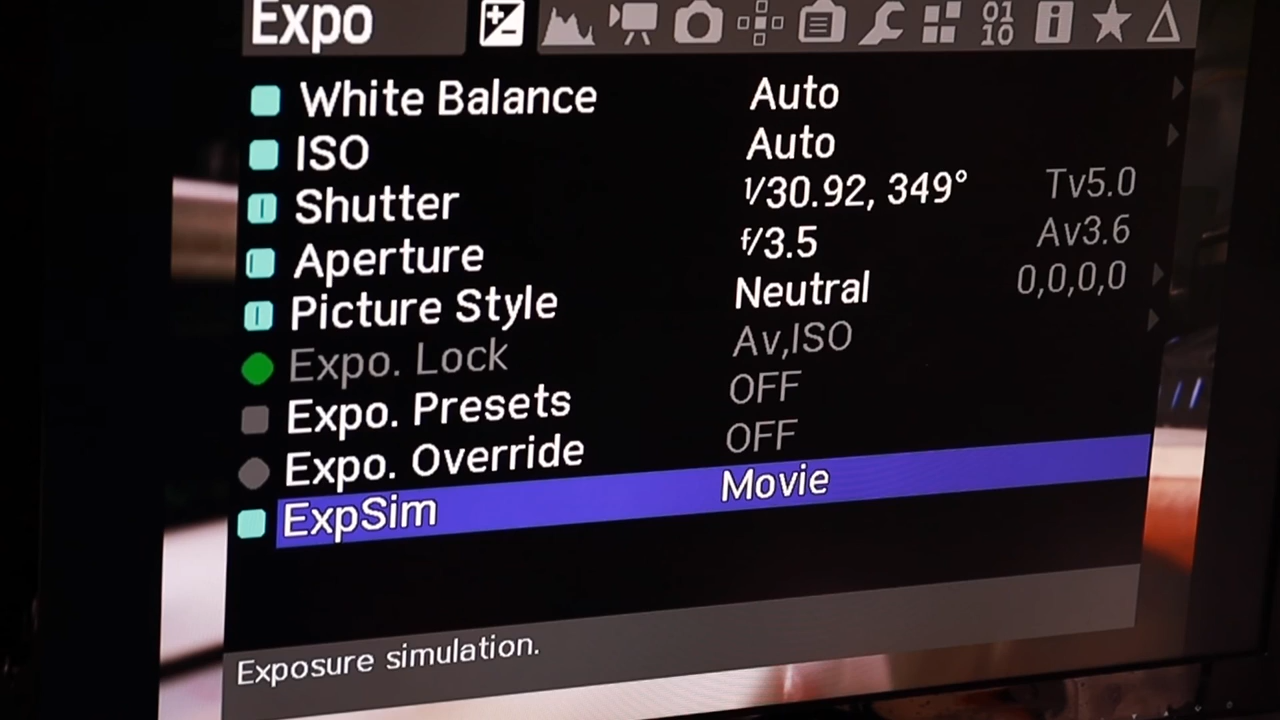 Expo
01
10
White Balance Auto
ISO Auto
Shutter 1/30.92, 349° Tv5.0
Aperture f/3.5 Av3.6
Picture Style Neutral 0,0,0,0
Expo. Lock Av,ISO
Expo. Presets OFF
Expo. Override OFF
ExpSim Movie
Exposure simulation.